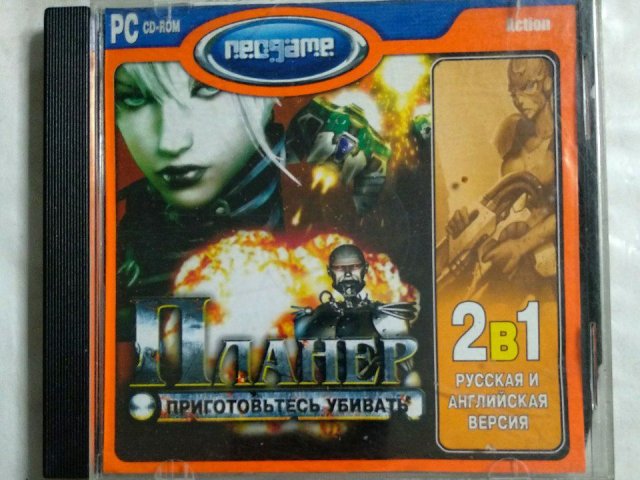 PC CD-ROM
neogame
Action
ПЛАНЕР
ПРИГОТОВЬТЕСЬ УБИВАТЬ
2в1
РУССКАЯ И
АНГЛИЙСКАЯ
ВЕРСИЯ